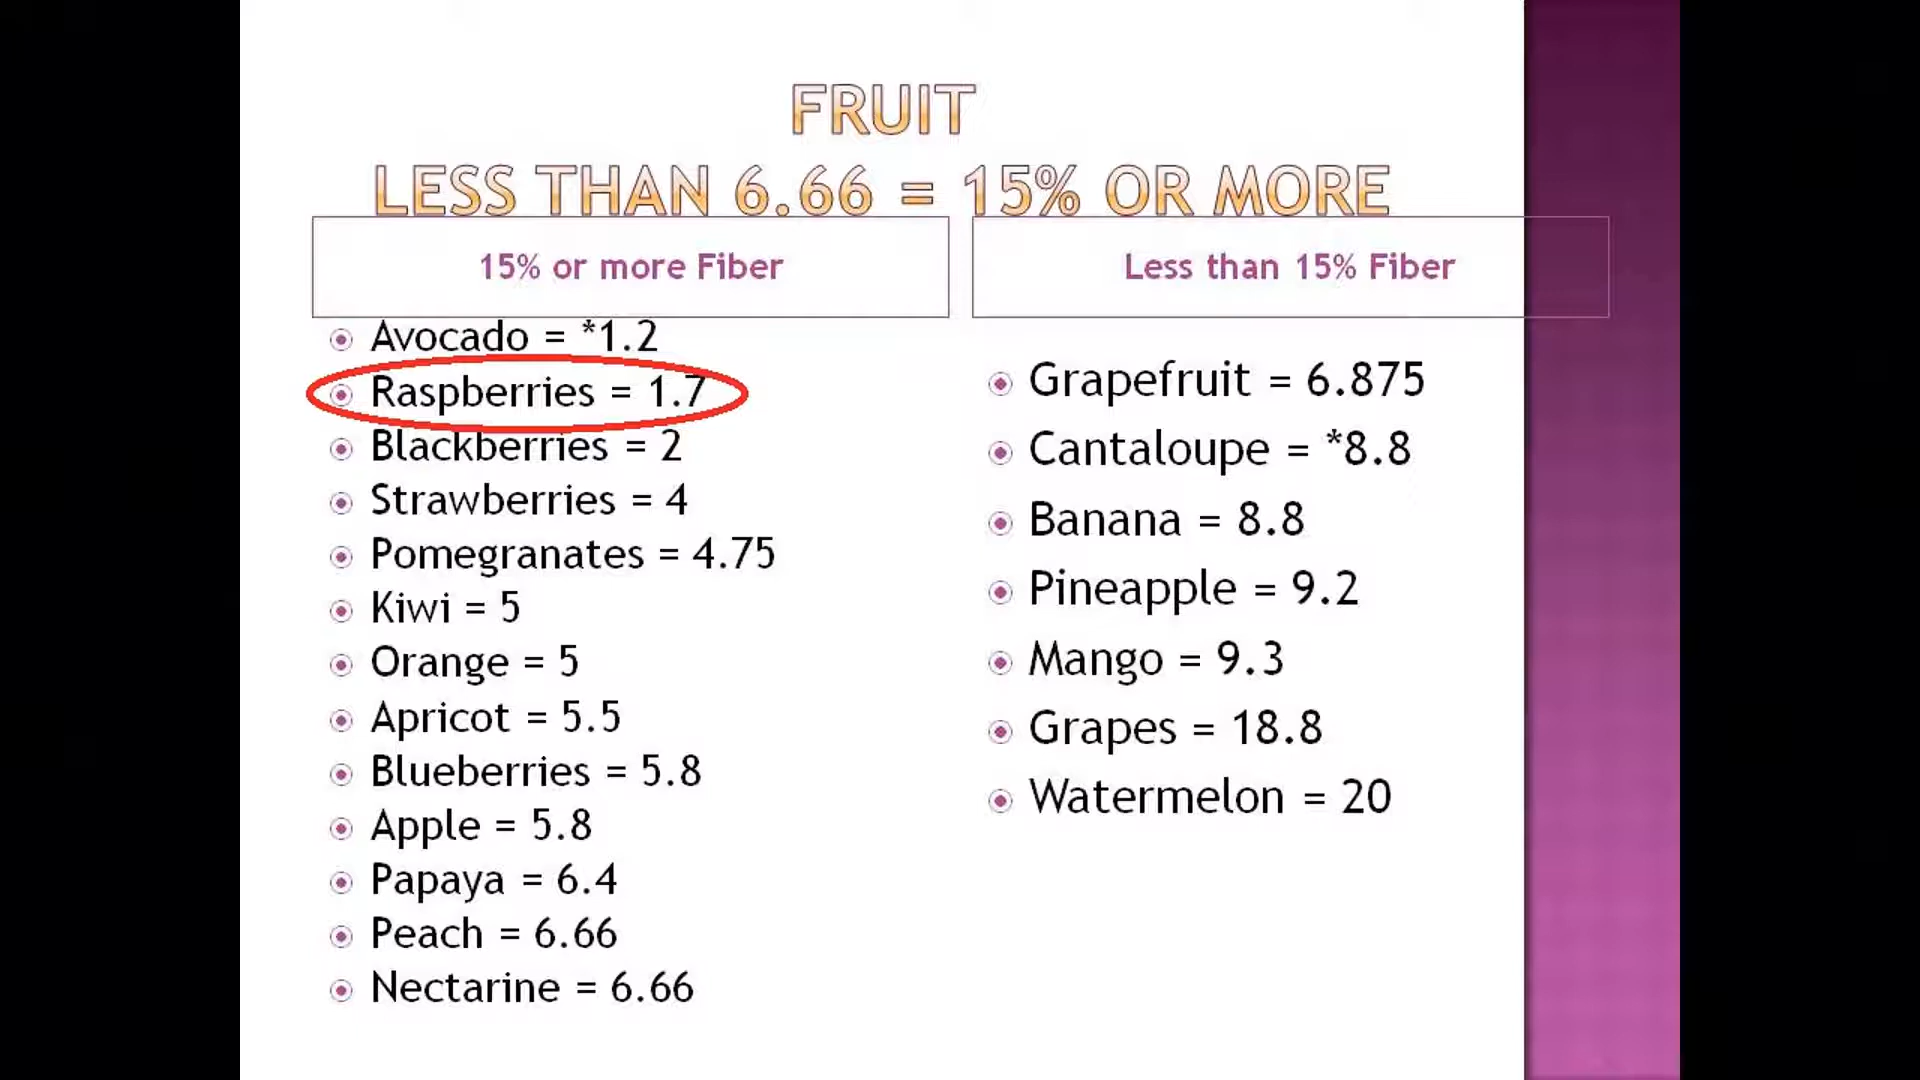 FRUIT
LESS THAN 6.66 = 15% OR MORE
15% or more Fiber
Avocado = *1.2
Raspberries = 1.7
Blackberries = 2
Strawberries = 4
Pomegranates = 4.75
Kiwi = 5
Orange = 5
Apricot = 5.5
Blueberries = 5.8
Apple = 5.8
Papaya = 6.4
Peach = 6.66
Nectarine = 6.66
Less than 15% Fiber
Grapefruit = 6.875
Cantaloupe = *8.8
Banana = 8.8
Pineapple = 9.2
Mango = 9.3
Grapes = 18.8
Watermelon = 20